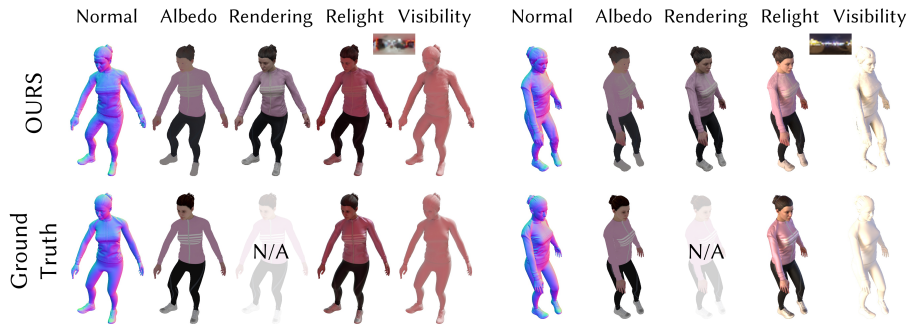 Normal Albedo Rendering Relight Visibility Normal Albedo Rendering Relight Visibility
OURS
Ground
Truth
N/A N/A